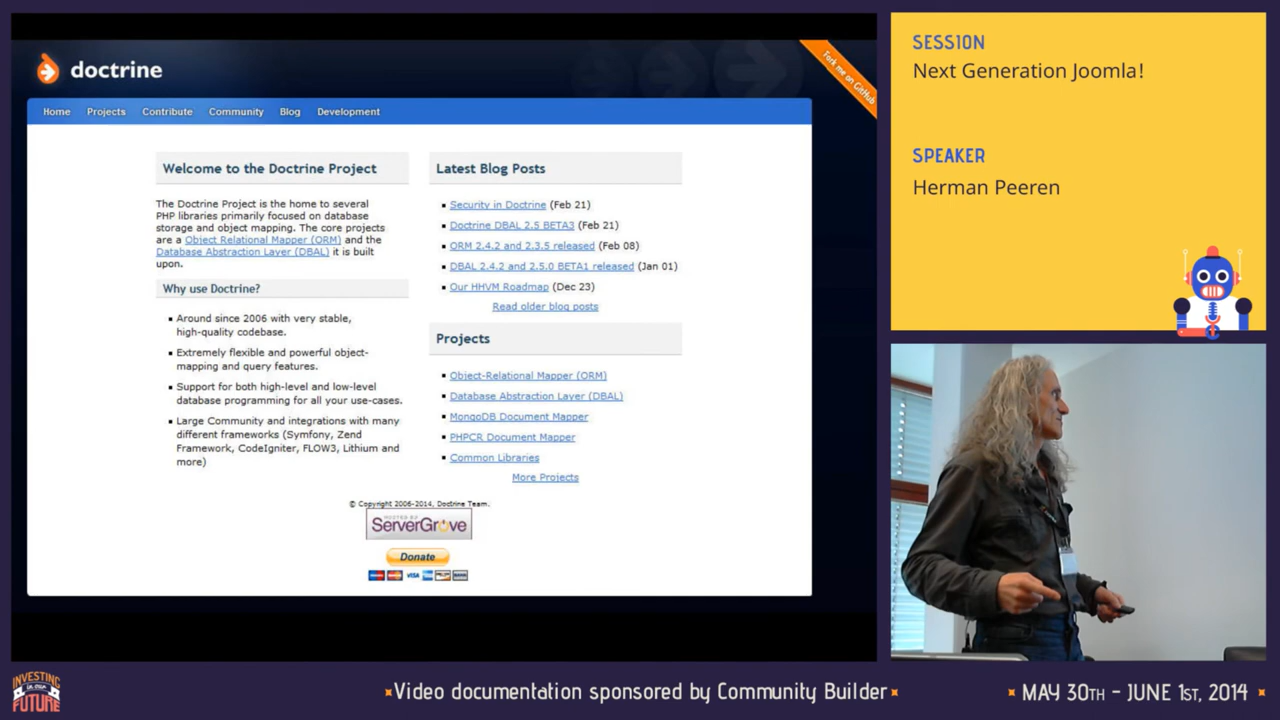 doctrine
Fork me on GitHub
Home Projects Contribute Community Blog Development
Welcome to the Doctrine Project
The Doctrine Project is the home to several
PHP libraries primarily focused on database
storage and object mapping. The core projects
are a Object Relational Mapper (ORM) and the
Database Abstraction Layer (DBAL) it is built
upon.
Why use Doctrine?
Around since 2006 with very stable,
high-quality codebase.
Extremely flexible and powerful object-
mapping and query features.
Support for both high-level and low-level
database programming for all your use-cases.
Large Community and integrations with many
different frameworks (Symfony, Zend
Framework, CodeIgniter, FLOW3, Lithium and
more)
Latest Blog Posts
Security in Doctrine (Feb 21)
Doctrine DBAL 2.5 BETA3 (Feb 21)
ORM 2.4.2 and 2.3.5 released (Feb 08)
DBAL 2.4.2 and 2.5.0 BETA1 released (Jan 01)
Our HHVM Roadmap (Dec 23)
Read older blog posts
Projects
Object-Relational Mapper (ORM)
Database Abstraction Layer (DBAL)
MongoDB Document Mapper
PHPCR Document Mapper
Common Libraries
More Projects
© Copyright 2006-2014, Doctrine Team.
HOSTED BY
ServerGrove
Donate
VISA
SESSION
Next Generation Joomla!
SPEAKER
Herman Peeren
INVESTING
IN OUR
FUTURE
Video documentation sponsored by Community Builder
MAY 30TH - JUNE 1ST, 2014